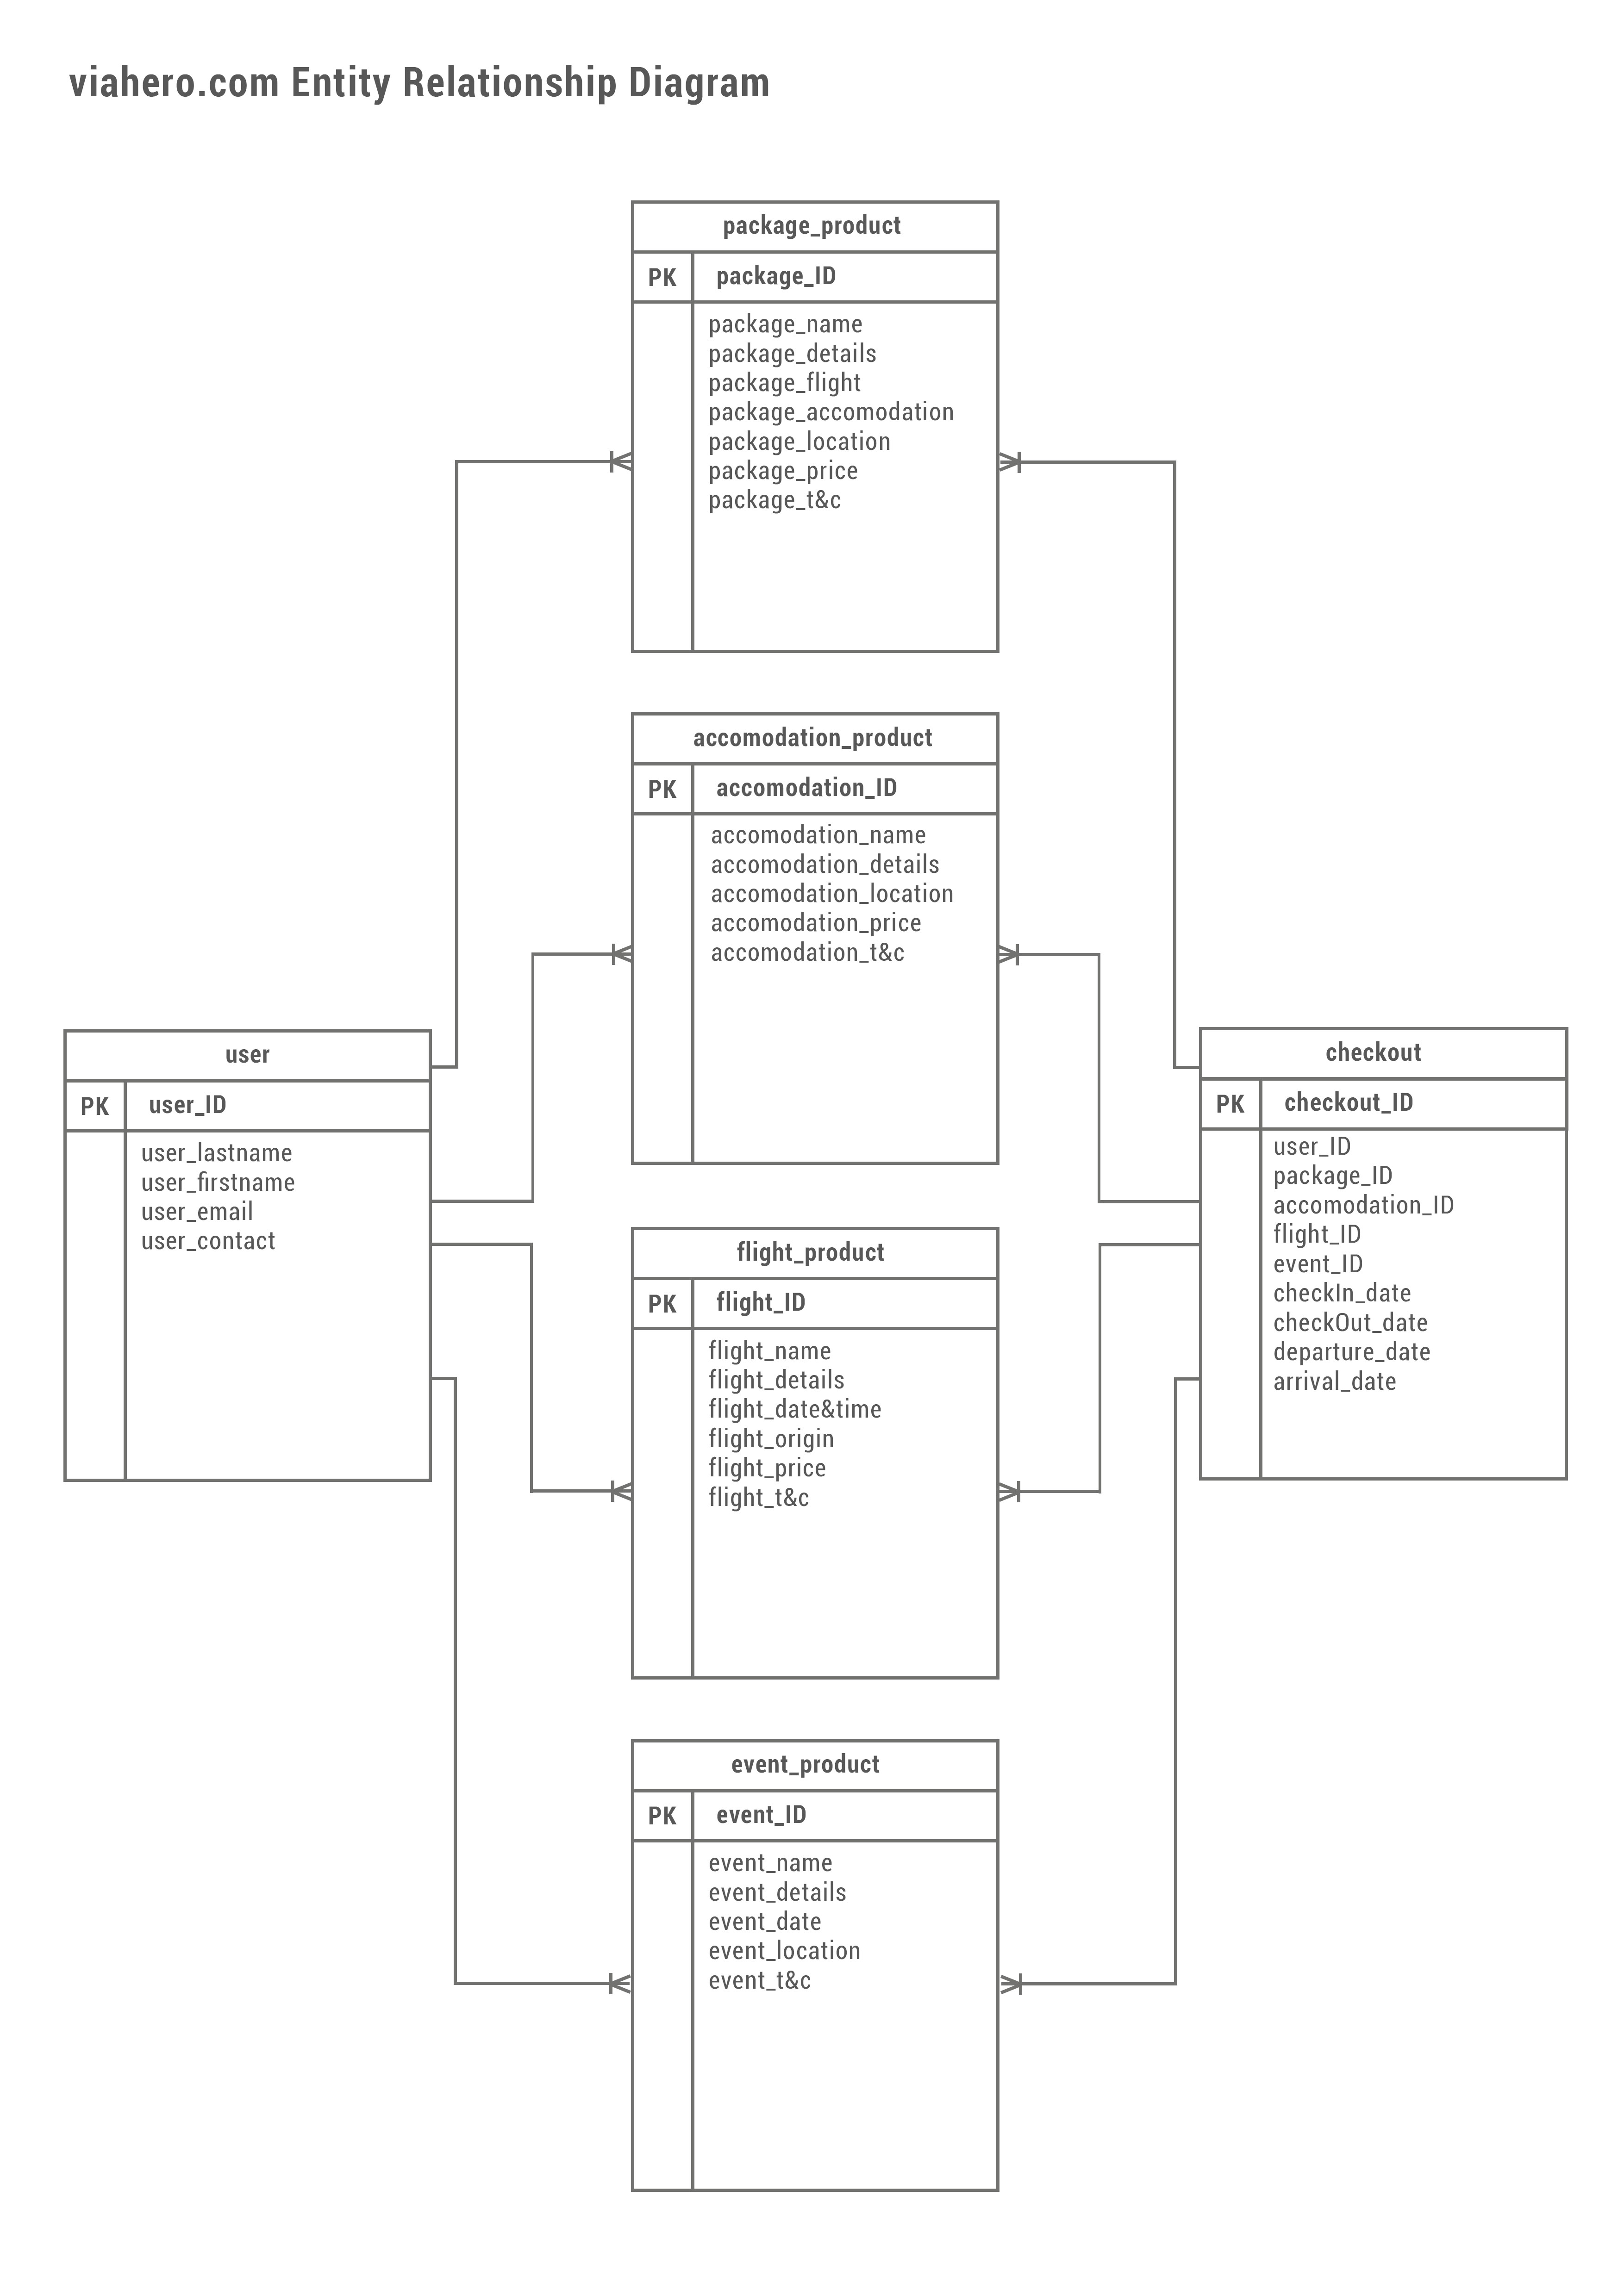 viahero.com Entity Relationship Diagram
package_product
PK package_ID
package_name
package_details
package_flight
package_accomodation
package_location
package_price
package_t&c
accomodation_product
PK accomodation_ID
accomodation_name
accomodation_details
accomodation_location
accomodation_price
accomodation_t&c
user
PK user_ID
user_lastname
user_firstname
user_email
user_contact
checkout
PK checkout_ID
user_ID
package_ID
accomodation_ID
flight_ID
event_ID
checkIn_date
checkOut_date
departure_date
arrival_date
flight_product
PK flight_ID
flight_name
flight_details
flight_date&time
flight_origin
flight_price
flight_t&c
event_product
PK event_ID
event_name
event_details
event_date
event_location
event_t&c